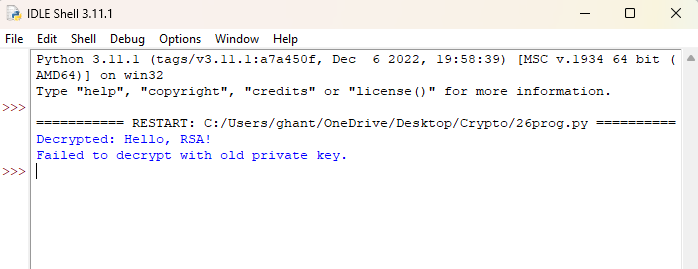 IDLE Shell 3.11.1
File Edit Shell Debug Options Window Help
Python 3.11.1 (tags/v3.11.1:a7a450f, Dec  6 2022, 19:58:39) [MSC v.1934 64 bit (
AMD64)] on win32
Type "help", "copyright", "credits" or "license()" for more information.
>>>
=========== RESTART: C:/Users/ghant/OneDrive/Desktop/Crypto/26prog.py ==========
Decrypted: Hello, RSA!
Failed to decrypt with old private key.
>>>